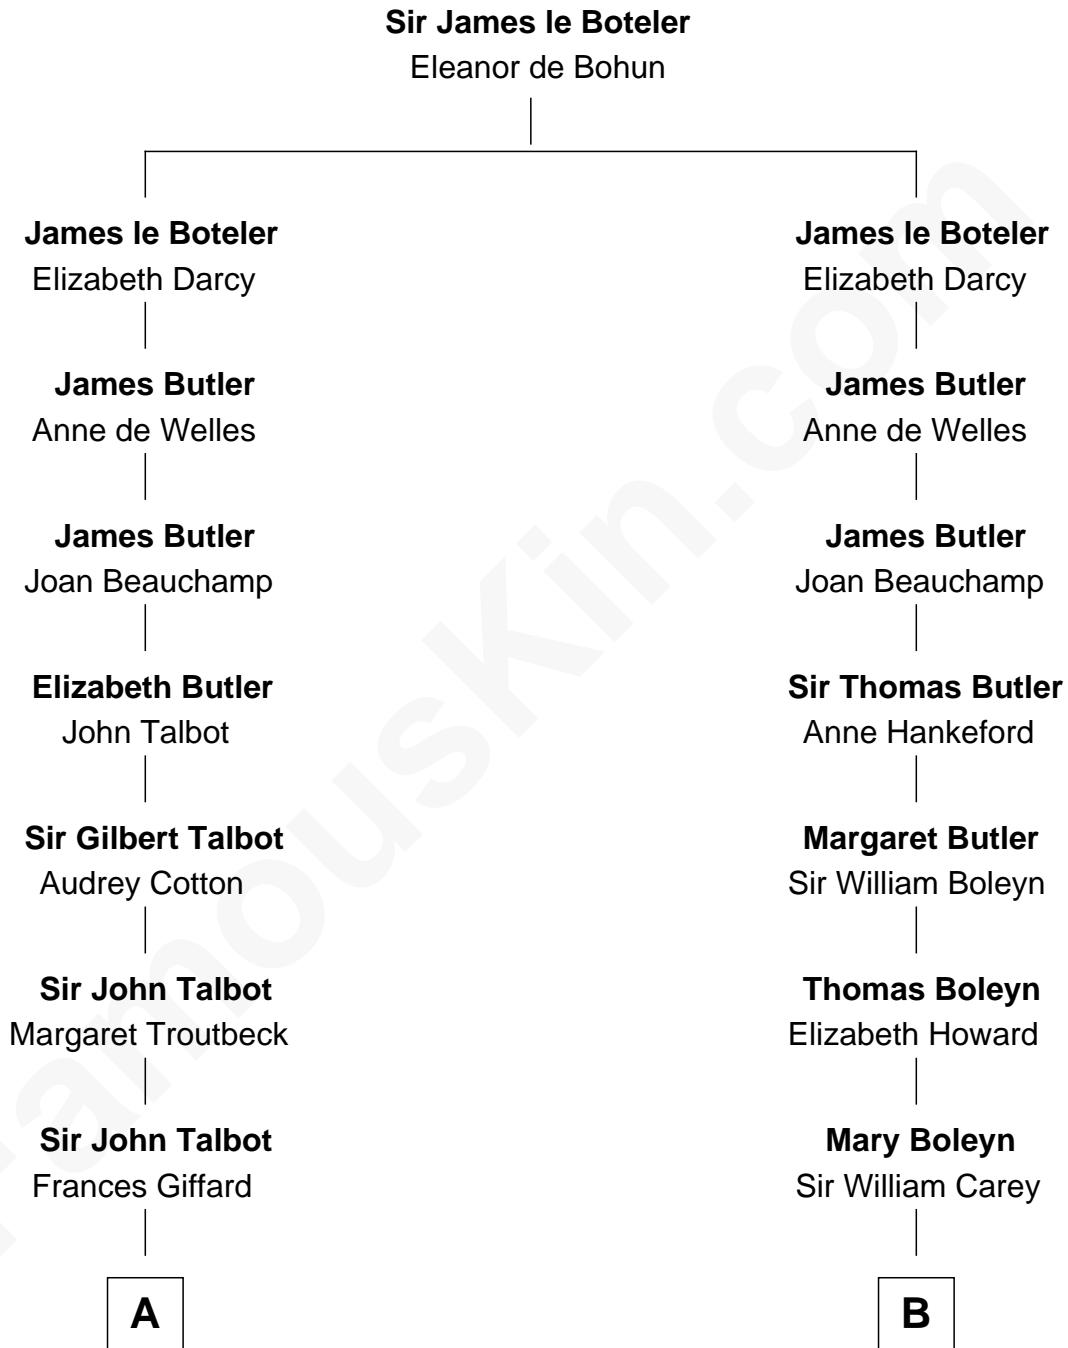 Sir James le Boteler
Eleanor de Bohun
James le Boteler
Elizabeth Darcy
James Butler
Anne de Welles
James Butler
Joan Beauchamp
Elizabeth Butler
John Talbot
Sir Gilbert Talbot
Audrey Cotton
Sir John Talbot
Margaret Troutbeck
Sir John Talbot
Frances Giffard
A
James le Boteler
Elizabeth Darcy
James Butler
Anne de Welles
James Butler
Joan Beauchamp
Sir Thomas Butler
Anne Hankeford
Margaret Butler
Sir William Boleyn
Thomas Boleyn
Elizabeth Howard
Mary Boleyn
Sir William Carey
B
FamousKin.com